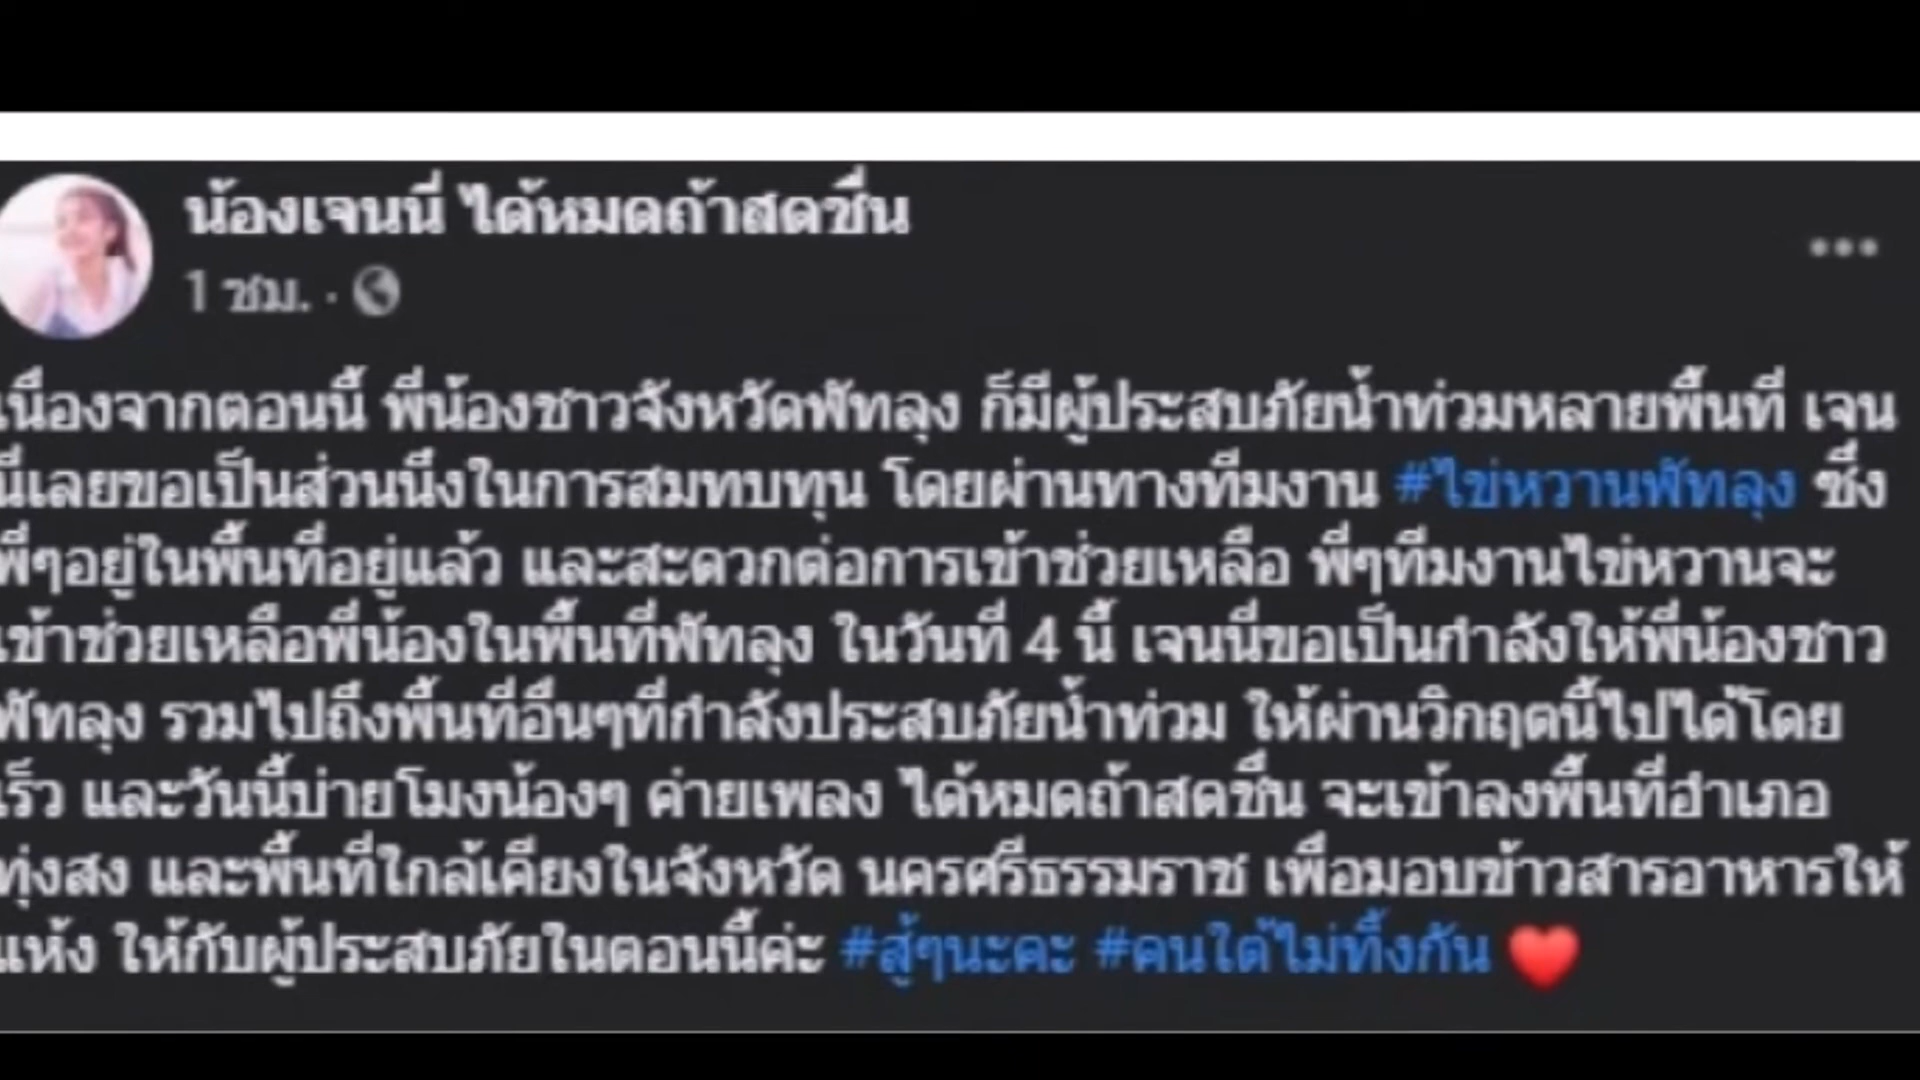 น้องเจนนี่ ได้หมดถ้าสดชื่น
1 ชม. ·
เนื่องจากตอนนี้ พี่น้องชาวจังหวัดพัทลุง ก็มีผู้ประสบภัยน้ำท่วมหลายพื้นที่ เจน
นี่เลยขอเป็นส่วนนึงในการสมทบทุน โดยผ่านทางทีมงาน #ไข่หวานพัทลุง ซึ่ง
พี่ๆอยู่ในพื้นที่อยู่แล้ว และสะดวกต่อการเข้าช่วยเหลือ พี่ๆทีมงานไข่หวานจะ
เข้าช่วยเหลือพี่น้องในพื้นที่พัทลุง ในวันที่ 4 นี้ เจนนี่ขอเป็นกำลังให้พี่น้องชาว
พัทลุง รวมไปถึงพื้นที่อื่นๆที่กำลังประสบภัยน้ำท่วม ให้ผ่านวิกฤตนี้ไปได้โดย
เร็ว และวันนี้บ่ายโมงน้องๆ ค่ายเพลง ได้หมดถ้าสดชื่น จะเข้าลงพื้นที่อำเภอ
ทุ่งสง และพื้นที่ใกล้เคียงในจังหวัด นครศรีธรรมราช เพื่อมอบข้าวสารอาหารให้
แห้ง ให้กับผู้ประสบภัยในตอนนี้ค่ะ #สู้ๆนะคะ #คนใต้ไม่ทิ้งกัน ❤️